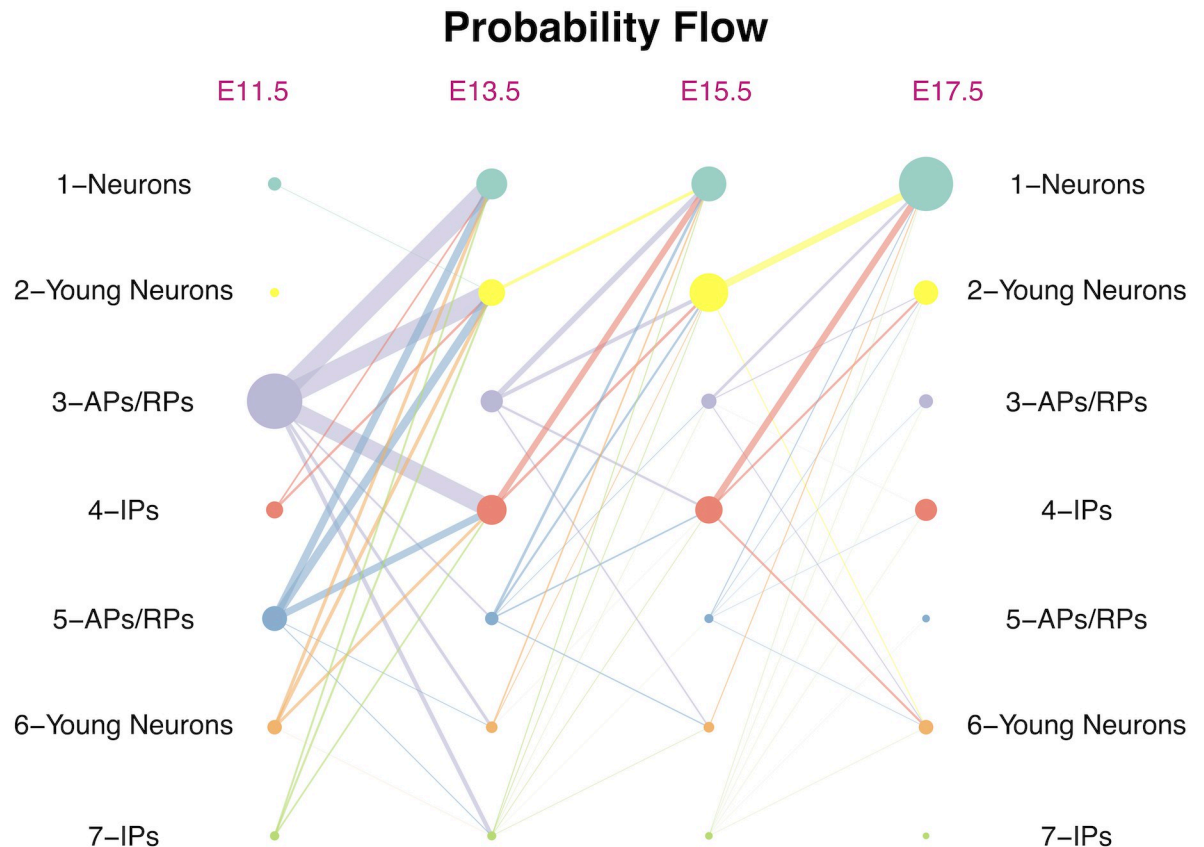 Probability Flow
E11.5 E13.5 E15.5 E17.5
1−Neurons 1−Neurons
2−Young Neurons 2−Young Neurons
3−APs/RPs 3−APs/RPs
4−IPs 4−IPs
5−APs/RPs 5−APs/RPs
6−Young Neurons 6−Young Neurons
7−IPs 7−IPs